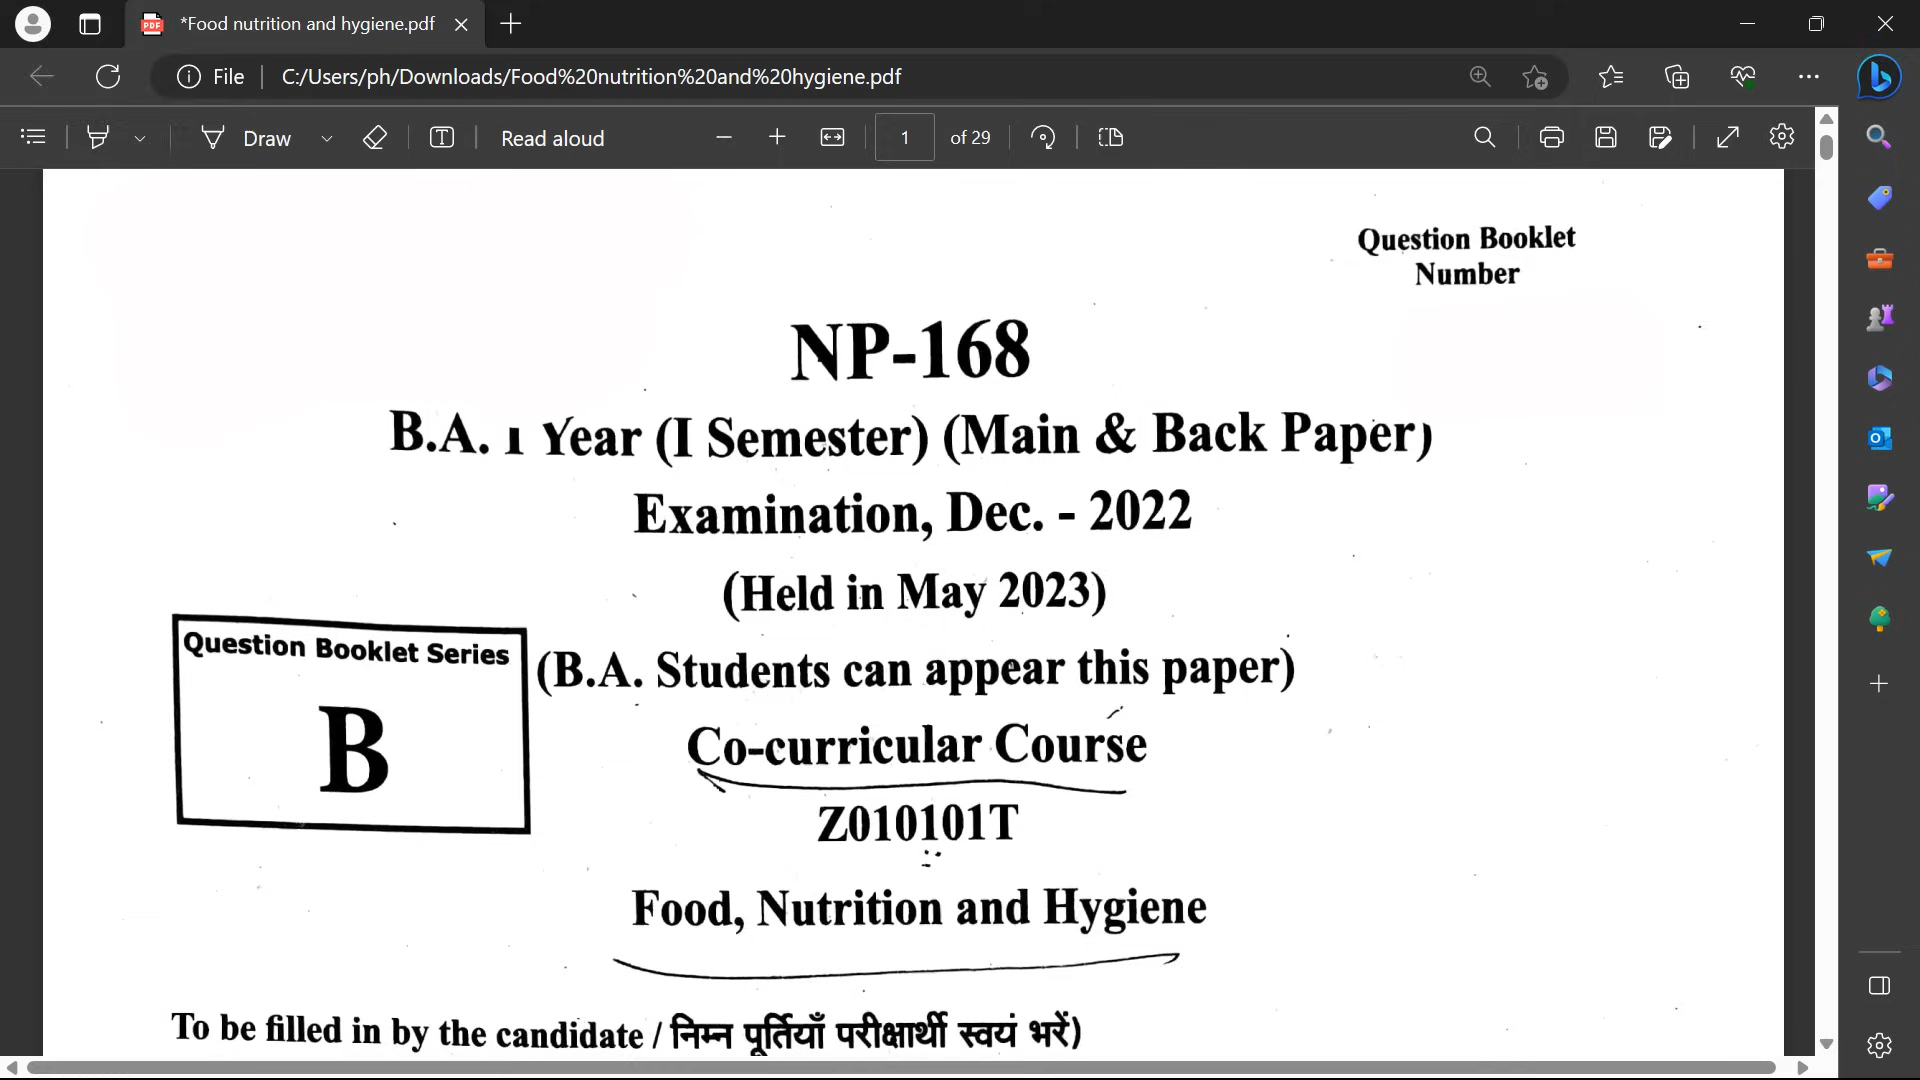 *Food nutrition and hygiene.pdf
File
C:/Users/ph/Downloads/Food%20nutrition%20and%20hygiene.pdf
Draw
Read aloud
1
of 29
Question Booklet
Number
NP-168
B.A. I Year (I Semester) (Main & Back Paper)
Examination, Dec. - 2022
(Held in May 2023)
Question Booklet Series
B
(B.A. Students can appear this paper)
Co-curricular Course
Z010101T
Food, Nutrition and Hygiene
To be filled in by the candidate / निम्न पूर्तियाँ परीक्षार्थी स्वयं भरें)